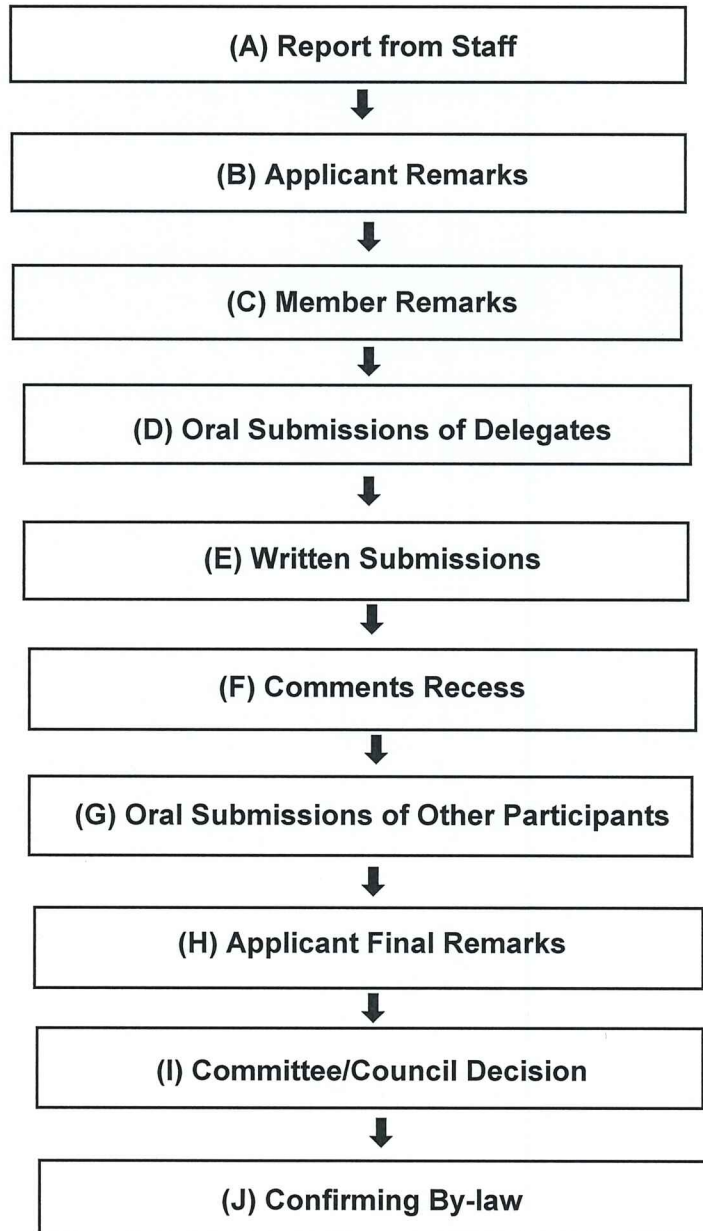 (A) Report from Staff
(B) Applicant Remarks
(C) Member Remarks
(D) Oral Submissions of Delegates
(E) Written Submissions
(F) Comments Recess
(G) Oral Submissions of Other Participants
(H) Applicant Final Remarks
(I) Committee/Council Decision
(J) Confirming By-law